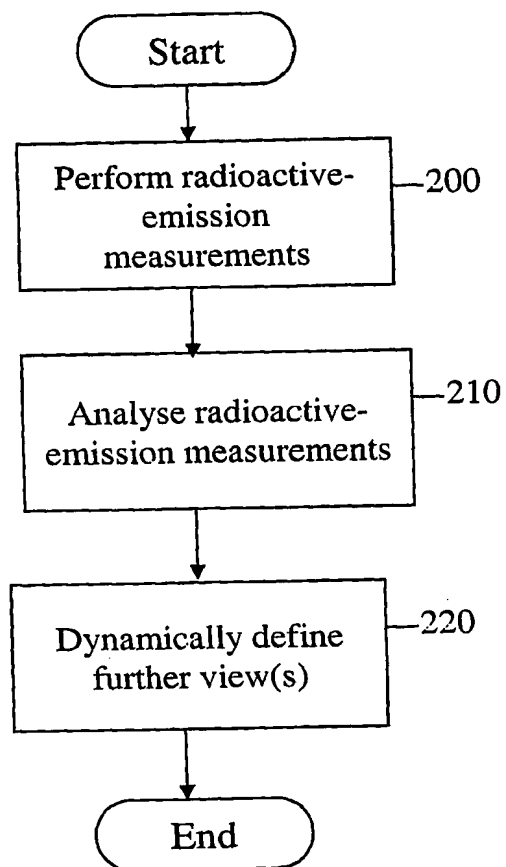 Start
Perform radioactive-
emission
measurements
200
Analyse radioactive-
emission measurements
210
Dynamically define
further view(s)
220
End